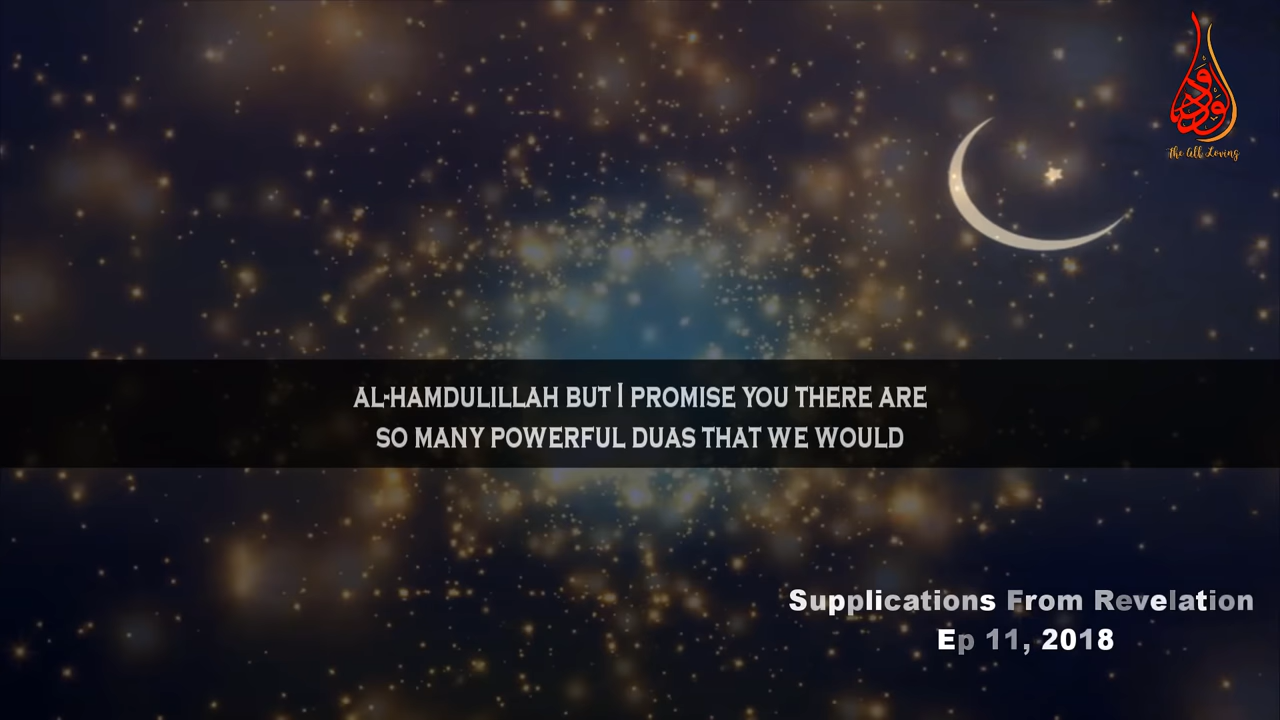 الودود
The All Loving
AL-HAMDULILLAH BUT I PROMISE YOU THERE ARE
SO MANY POWERFUL DUAS THAT WE WOULD
Supplications From Revelation
Ep 11, 2018